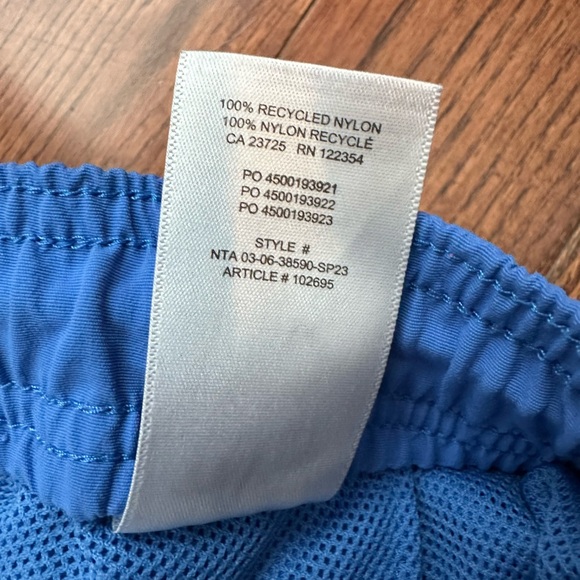 100% RECYCLED NYLON
100% NYLON RECYCLÉ
CA 23725 RN 122354
PO 4500193921
PO 4500193922
PO 4500193923
STYLE #
NTA 03-06-38590-SP23
ARTICLE # 102695